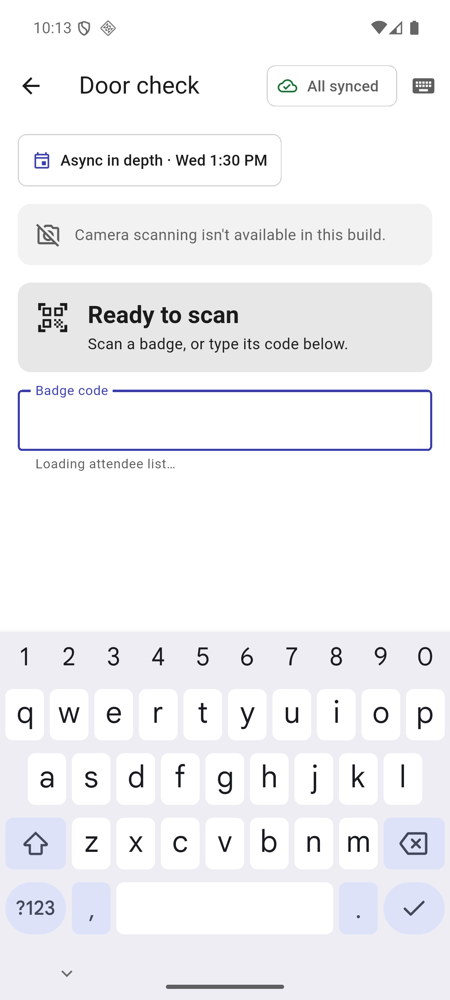 10:13
Door check
All synced
Async in depth · Wed 1:30 PM
Camera scanning isn't available in this build.
Ready to scan
Scan a badge, or type its code below.
Badge code
Loading attendee list…
1 2 3 4 5 6 7 8 9 0
q w e r t y u i o p
a s d f g h j k l
z x c v b n m
?123 , .